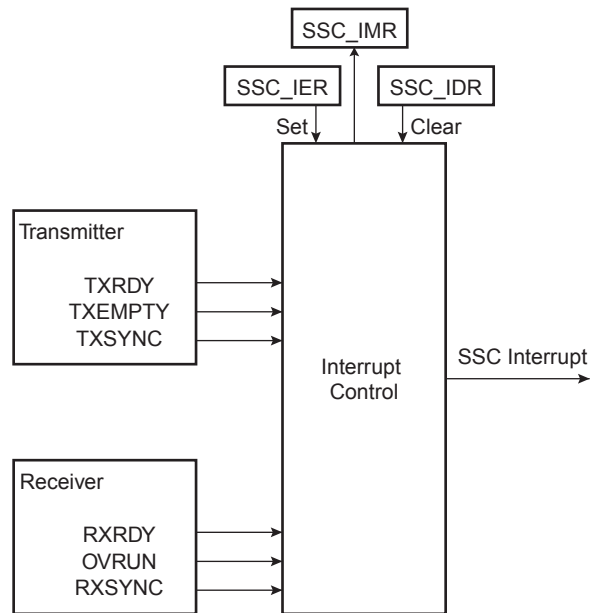 SSC_IMR
SSC_IER
SSC_IDR
Set
Clear
Transmitter
TXRDY
TXEMPTY
TXSYNC
Interrupt
Control
SSC Interrupt
Receiver
RXRDY
OVRUN
RXSYNC